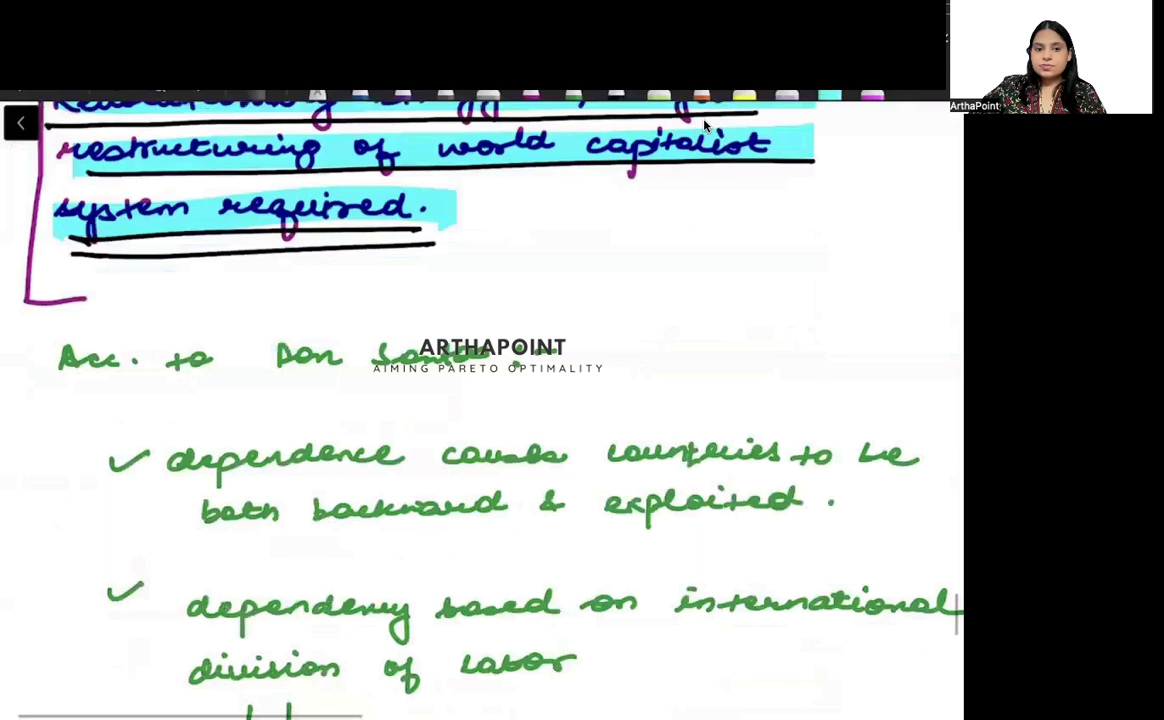 restructuring of world capitalist
system required.
ArthaPoint
Acc. to Don
ARTHAPOINT
AIMING PARETO OPTIMALITY
dependence causes countries to be
both backward & exploited.
dependency based on international
division of labor